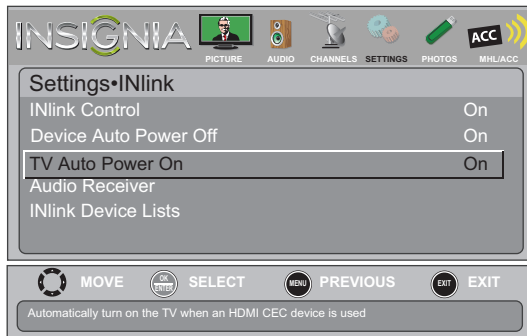 INSIGNIA
PICTURE AUDIO CHANNELS SETTINGS PHOTOS MHL/ACC
ACC
Settings•INlink
INlink Control On
Device Auto Power Off On
TV Auto Power On On
Audio Receiver
INlink Device Lists
MOVE OK ENTER SELECT MENU PREVIOUS EXIT EXIT
Automatically turn on the TV when an HDMI CEC device is used